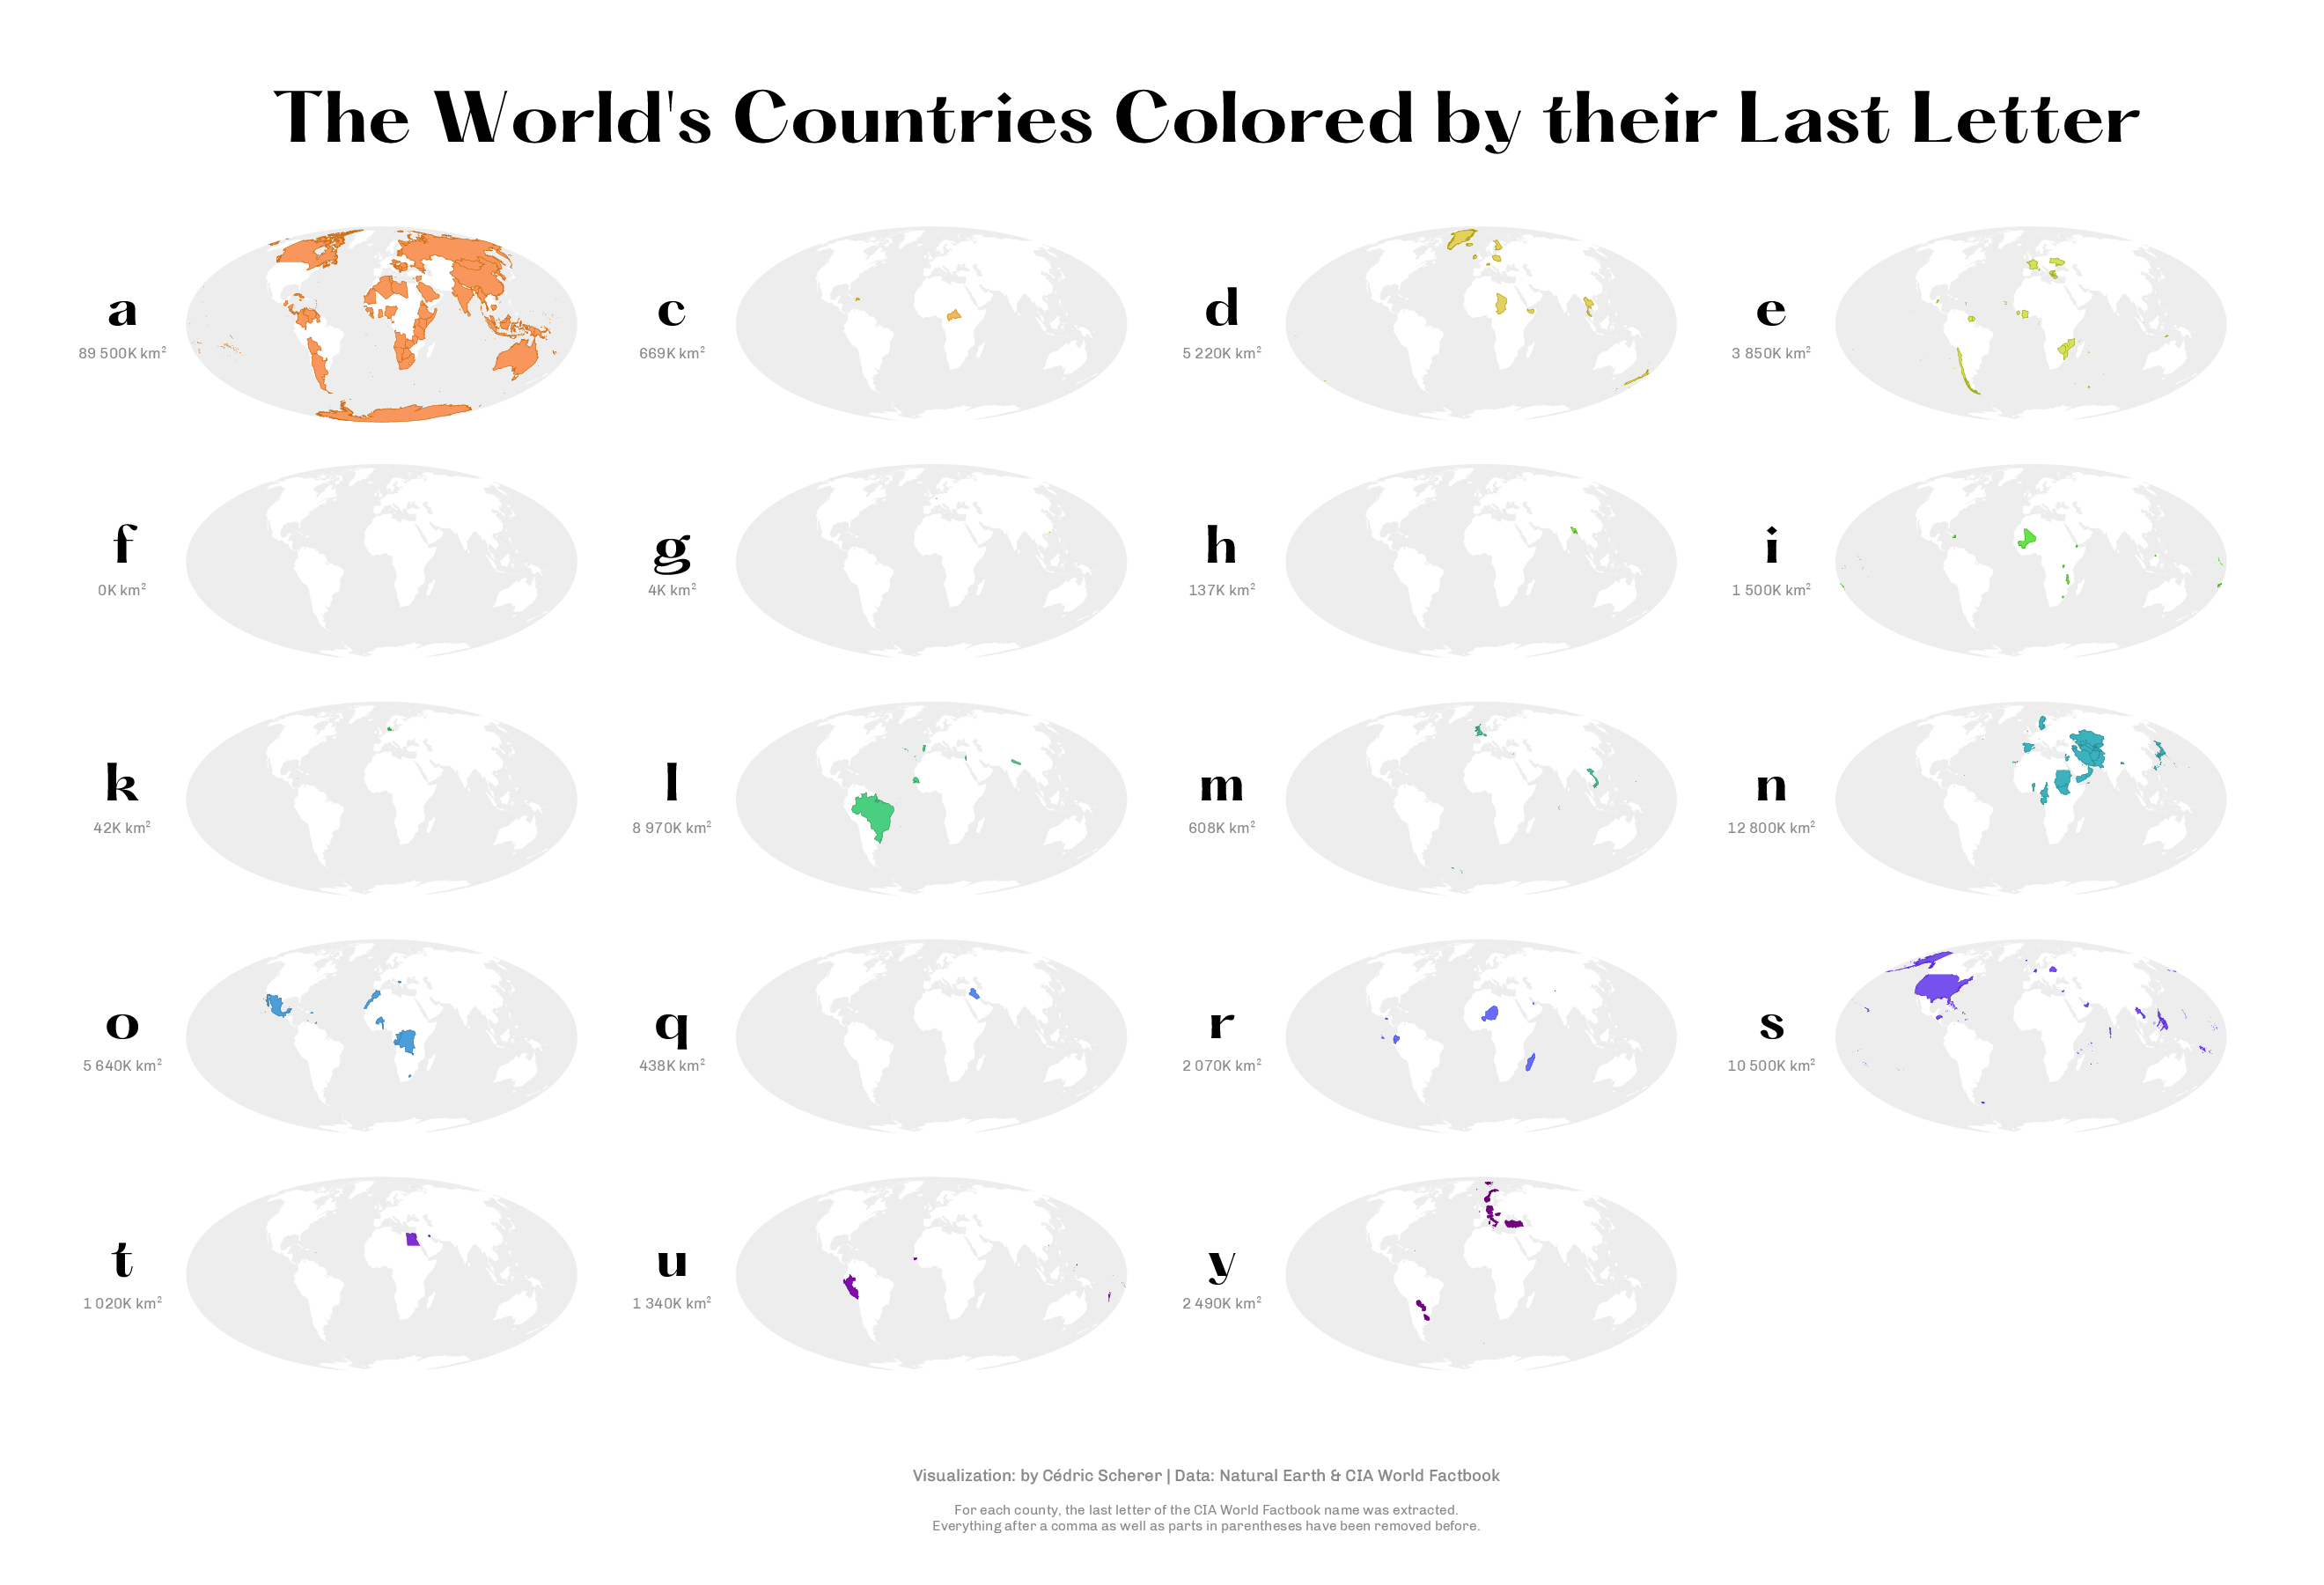 The World's Countries Colored by their Last Letter
a
89 500K km²
c
669K km²
d
5 220K km²
e
3 850K km²
f
0K km²
g
4K km²
h
137K km²
i
1 500K km²
k
42K km²
l
8 970K km²
m
608K km²
n
12 800K km²
o
5 640K km²
q
438K km²
r
2 070K km²
s
10 500K km²
t
1 020K km²
u
1 340K km²
y
2 490K km²
Visualization: by Cédric Scherer | Data: Natural Earth & CIA World Factbook
For each county, the last letter of the CIA World Factbook name was extracted.
Everything after a comma as well as parts in parentheses have been removed before.